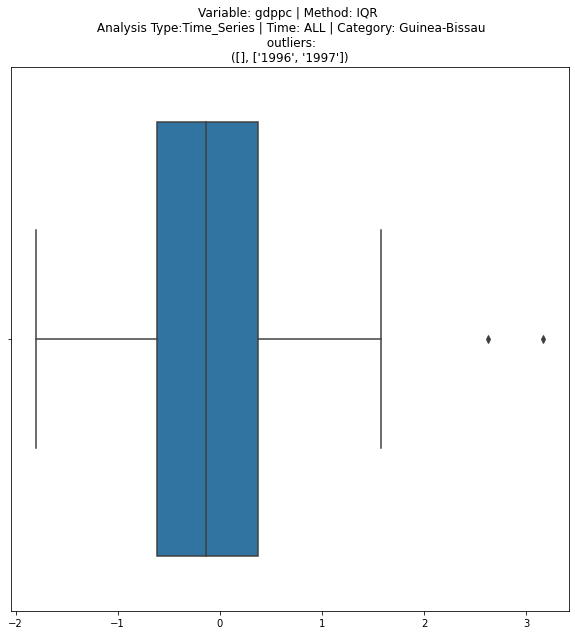 Variable: gdppc | Method: IQR
Analysis Type:Time_Series | Time: ALL | Category: Guinea-Bissau
outliers:
([], ['1996', '1997'])
−2 −1 0 1 2 3